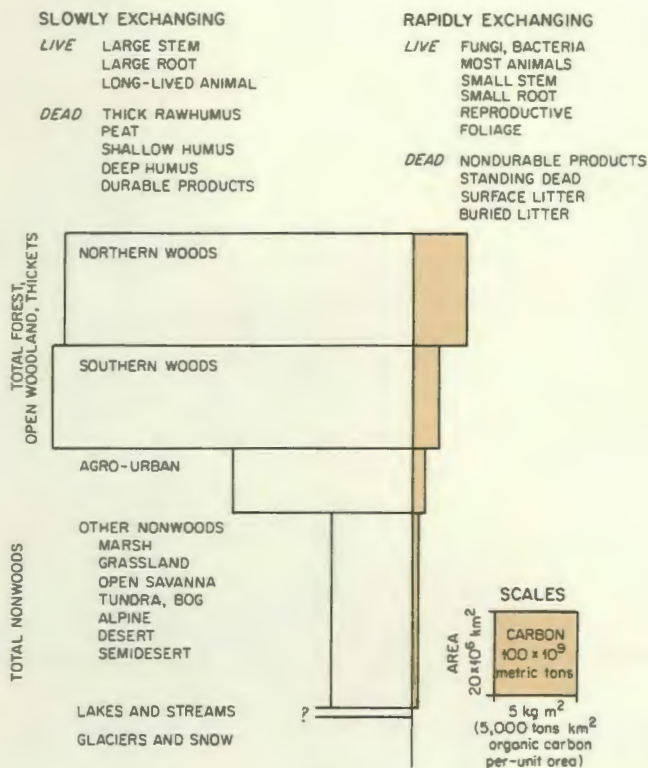 SLOWLY EXCHANGING
LIVE LARGE STEM
LARGE ROOT
LONG-LIVED ANIMAL
DEAD THICK RAWHUMUS
PEAT
SHALLOW HUMUS
DEEP HUMUS
DURABLE PRODUCTS
RAPIDLY EXCHANGING
LIVE FUNGI, BACTERIA
MOST ANIMALS
SMALL STEM
SMALL ROOT
REPRODUCTIVE
FOLIAGE
DEAD NONDURABLE PRODUCTS
STANDING DEAD
SURFACE LITTER
BURIED LITTER
TOTAL FOREST,
OPEN WOODLAND, THICKETS
NORTHERN WOODS
SOUTHERN WOODS
TOTAL NONWOODS
AGRO-URBAN
OTHER NONWOODS
MARSH
GRASSLAND
OPEN SAVANNA
TUNDRA, BOG
ALPINE
DESERT
SEMIDESERT
LAKES AND STREAMS
?
GLACIERS AND SNOW
SCALES
AREA
20×10⁶ km²
CARBON
100 × 10⁹
metric tons
5 kg m²
(5,000 tons km²
organic carbon
per-unit area)